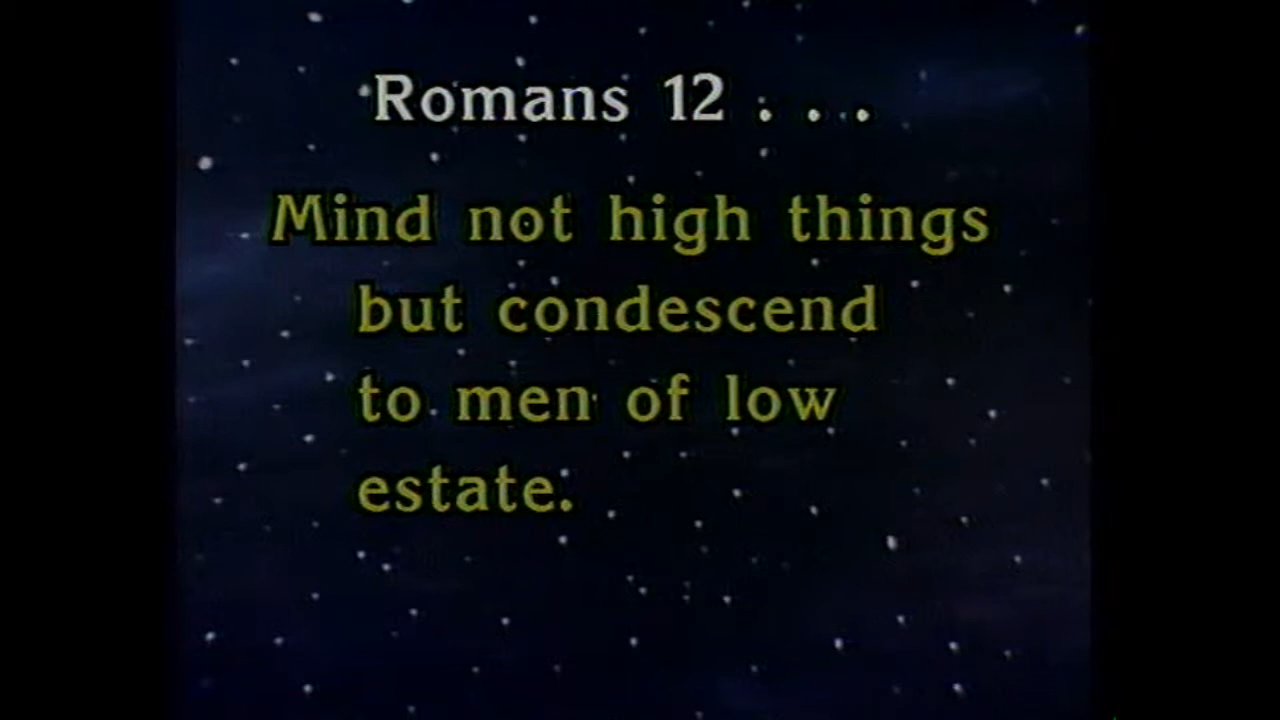 Romans 12 . . .
Mind not high things
but condescend
to men of low
estate.